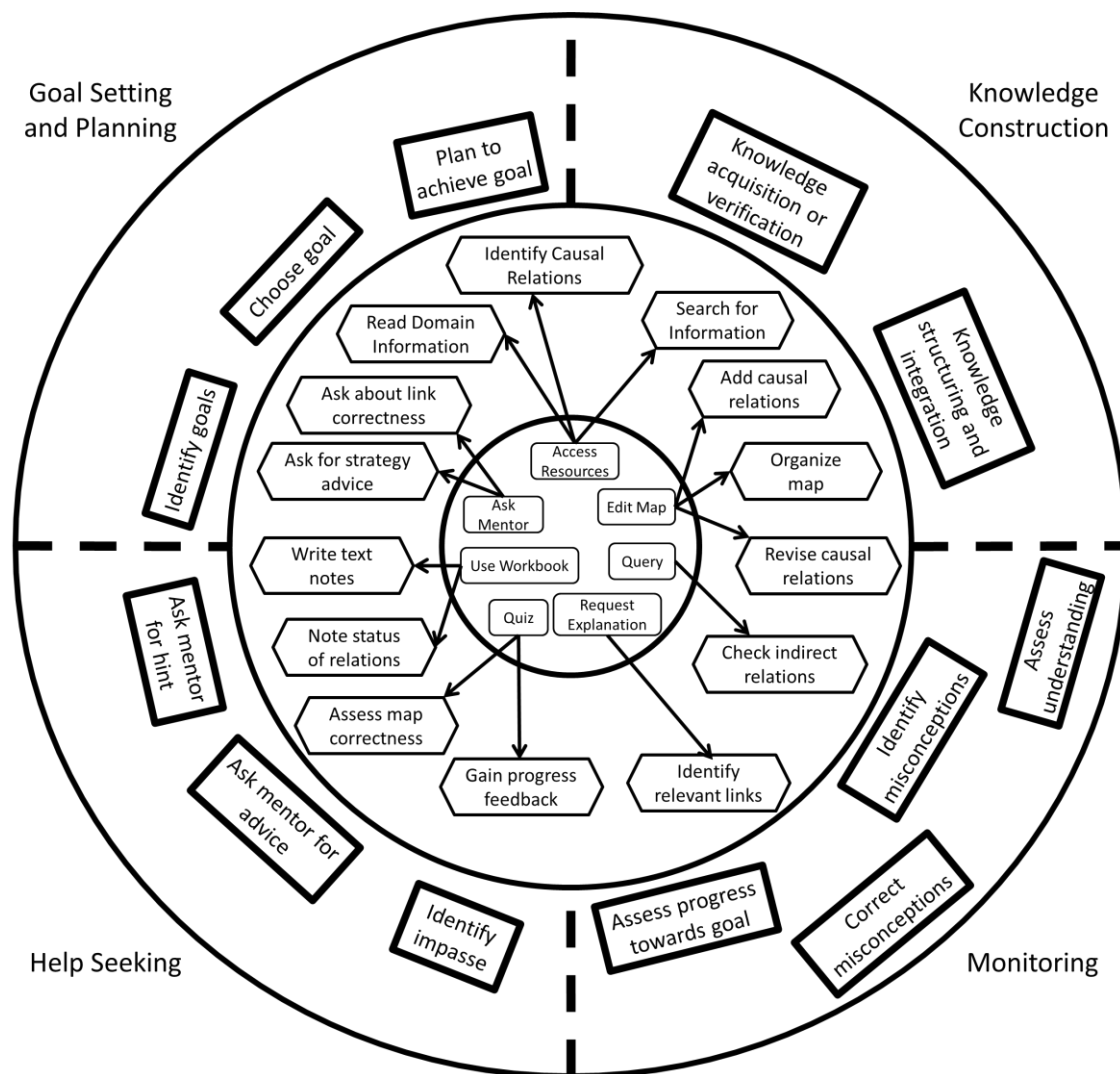 Goal Setting
and Planning
Knowledge
Construction
Plan to
achieve goal
Choose goal
Identify goals
Knowledge
acquisition or
verification
Knowledge
structuring and
integration
Identify Causal
Relations
Read Domain
Information
Search for
Information
Ask about link
correctness
Add causal
relations
Ask for strategy
advice
Organize
map
Access
Resources
Ask
Mentor
Edit Map
Write text
notes
Use Workbook
Query
Revise causal
relations
Quiz
Request
Explanation
Note status
of relations
Check indirect
relations
Assess map
correctness
Gain progress
feedback
Identify
relevant links
Ask mentor
for hint
Ask mentor for
advice
Identify
impasse
Assess
understanding
Identify
misconceptions
Correct
misconceptions
Assess progress
towards goal
Help Seeking
Monitoring